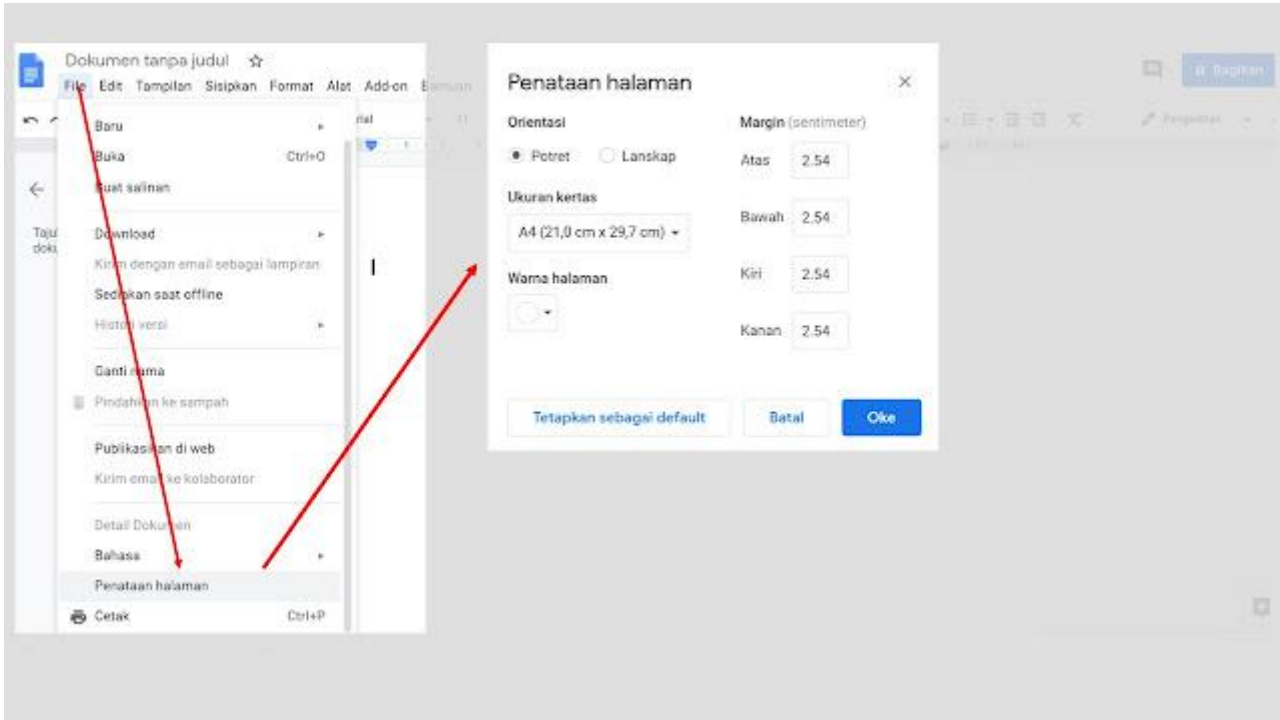 Dokumen tanpa judul
File Edit Tampilan Sisipkan Format Alat Add-on
Baru
Buka Ctrl+O
Buat salinan
Download
Kirim dengan email sebagai lampiran
Sediakan saat offline
Histori versi
Ganti nama
Pindahkan ke sampah
Publikasikan di web
Kirim email ke kolaborator
Detail Dokumen
Bahasa
Penataan halaman
Cetak Ctrl+P
Penataan halaman
Orientasi
Potret Lanskap
Ukuran kertas
A4 (21,0 cm x 29,7 cm)
Warna halaman
Margin (sentimeter)
Atas 2.54
Bawah 2.54
Kiri 2.54
Kanan 2.54
Tetapkan sebagai default Batal Oke
Bagikan